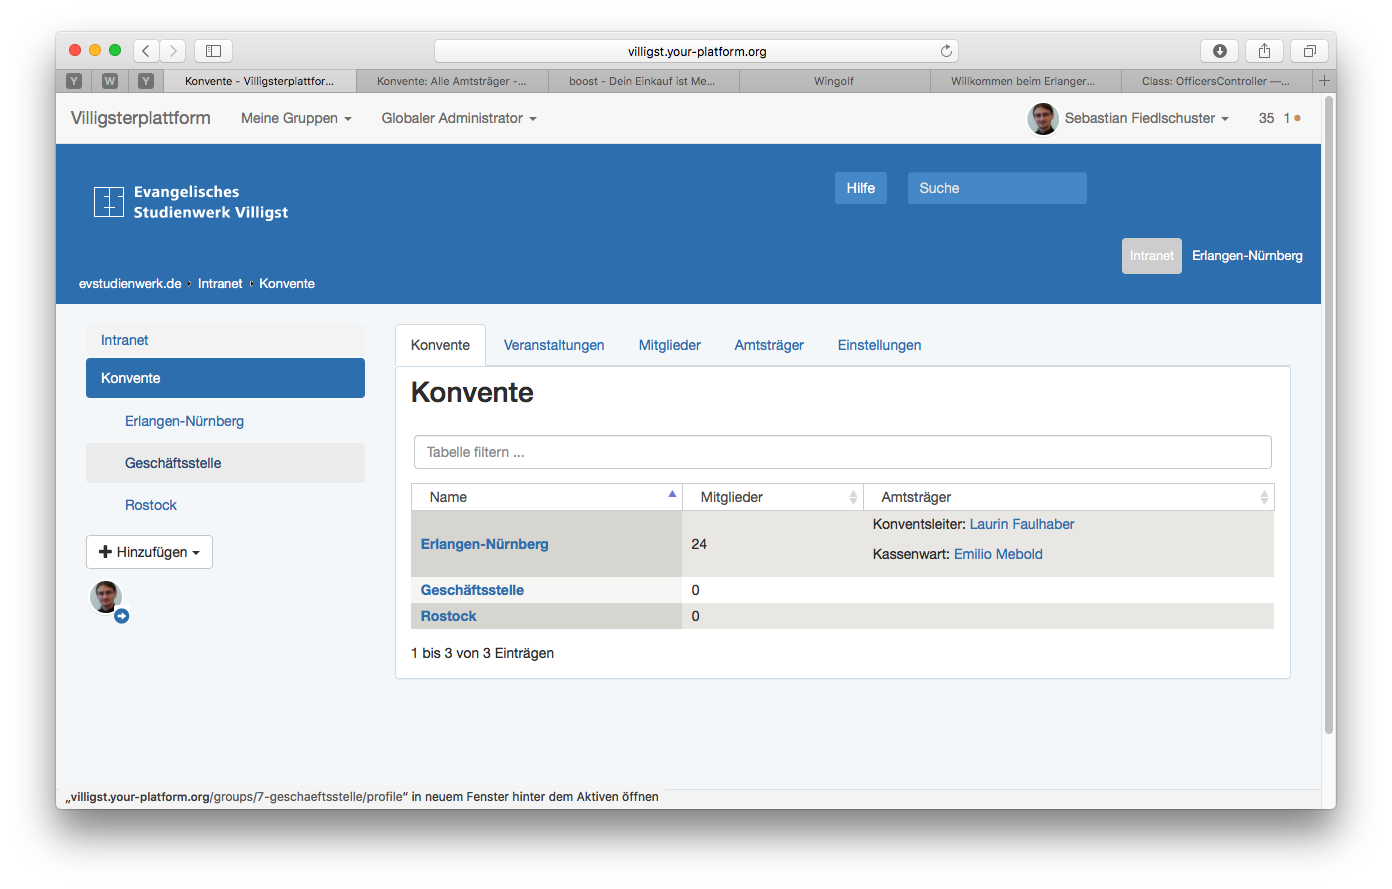 villigst.your-platform.org
Y
W
Y
Konvente - Villigsterplattfor...
Konvente: Alle Amtsträger -...
boost - Dein Einkauf ist Me...
Wingolf
Willkommen beim Erlanger...
Class: OfficersController —...
Villigsterplattform
Meine Gruppen
Globaler Administrator
Sebastian Fiedlschuster
35 1
Evangelisches
Studienwerk Villigst
Hilfe
Suche
Intranet
Erlangen-Nürnberg
evstudienwerk.de › Intranet › Konvente
Intranet
Konvente
Erlangen-Nürnberg
Geschäftsstelle
Rostock
Hinzufügen
Konvente
Veranstaltungen
Mitglieder
Amtsträger
Einstellungen
Konvente
Tabelle filtern ...
Name Mitglieder Amtsträger
Konventsleiter: Laurin Faulhaber
Erlangen-Nürnberg 24
Kassenwart: Emilio Mebold
Geschäftsstelle 0
Rostock 0
1 bis 3 von 3 Einträgen
„villigst.your-platform.org/groups/7-geschaeftsstelle/profile“ in neuem Fenster hinter dem Aktiven öffnen